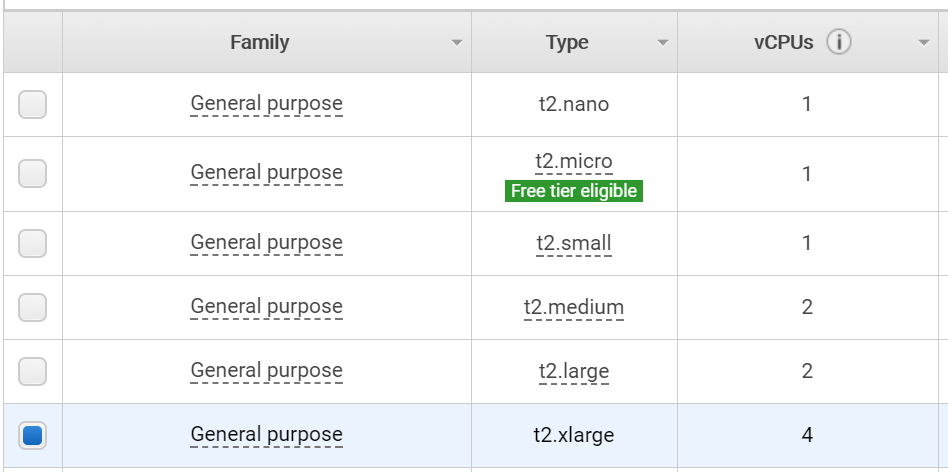 Family Type vCPUs i
General purpose t2.nano 1
General purpose t2.micro 1
Free tier eligible
General purpose t2.small 1
General purpose t2.medium 2
General purpose t2.large 2
General purpose t2.xlarge 4